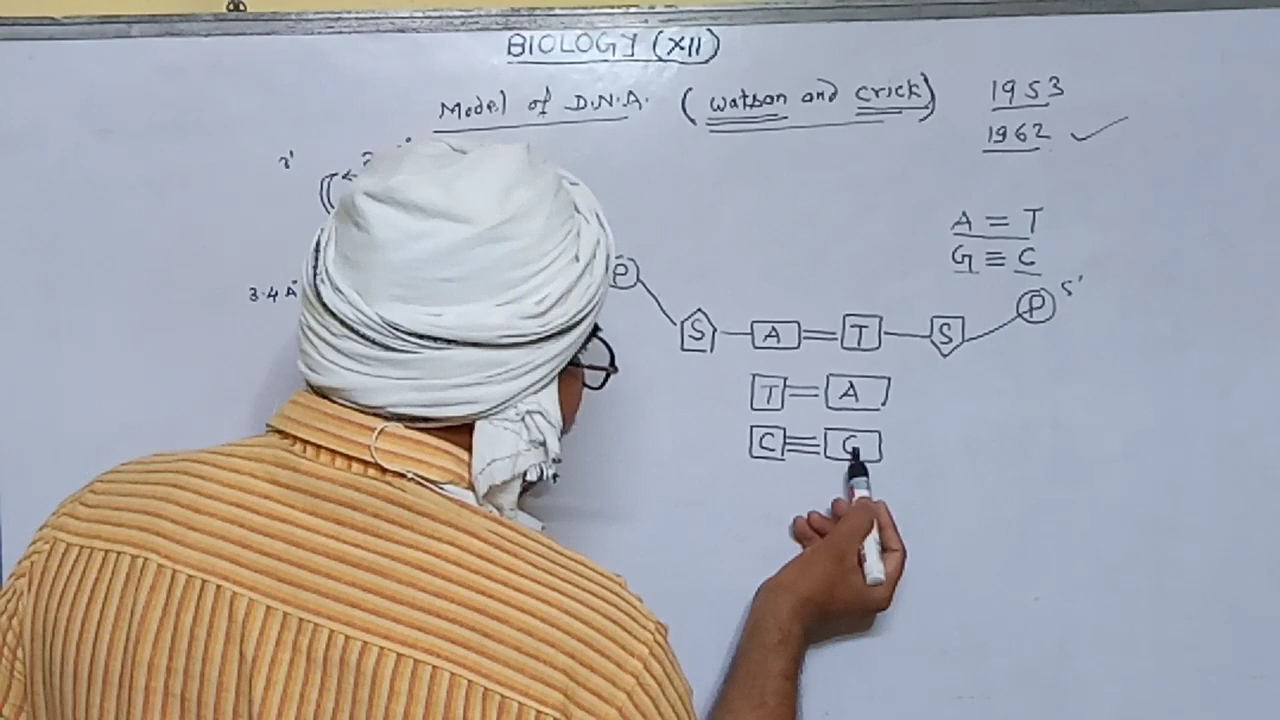 BIOLOGY (XII)
Model of D.N.A. (Watson and Crick) 1953
1962
A = T
G ≡ C
3.4 A°
P
P 5'
S A = T S
T = A
C ≡ G